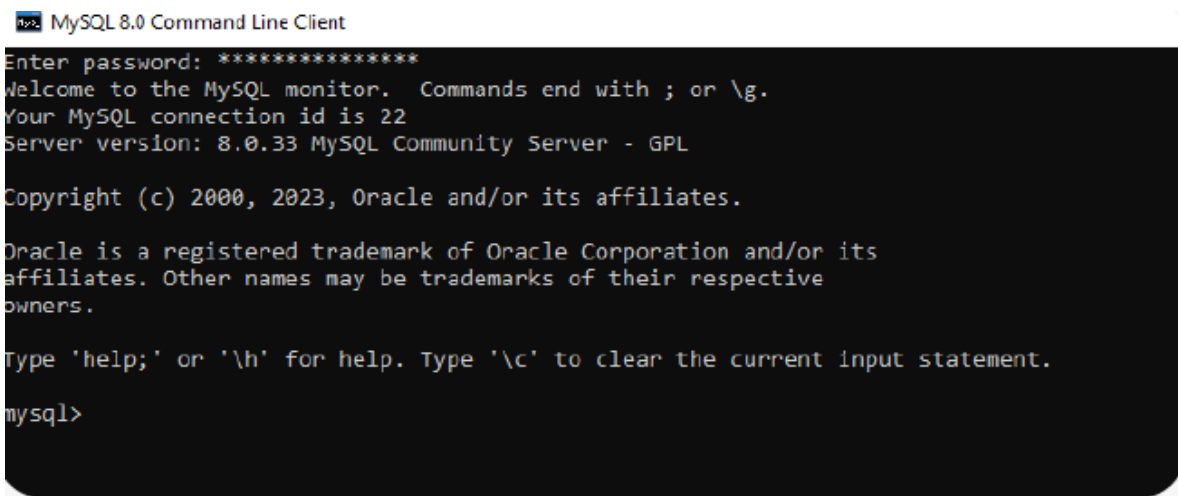 MySQL 8.0 Command Line Client
Enter password: ***************
Welcome to the MySQL monitor.  Commands end with ; or \g.
Your MySQL connection id is 22
Server version: 8.0.33 MySQL Community Server - GPL
Copyright (c) 2000, 2023, Oracle and/or its affiliates.
Oracle is a registered trademark of Oracle Corporation and/or its
affiliates. Other names may be trademarks of their respective
owners.
Type 'help;' or '\h' for help. Type '\c' to clear the current input statement.
mysql>